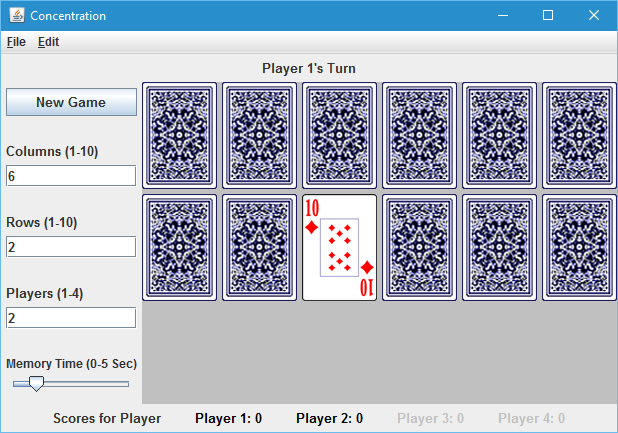 Concentration
File Edit
Player 1's Turn
New Game
Columns (1-10)
6
Rows (1-10)
2
Players (1-4)
2
Memory Time (0-5 Sec)
10
10
Scores for Player Player 1: 0 Player 2: 0 Player 3: 0 Player 4: 0